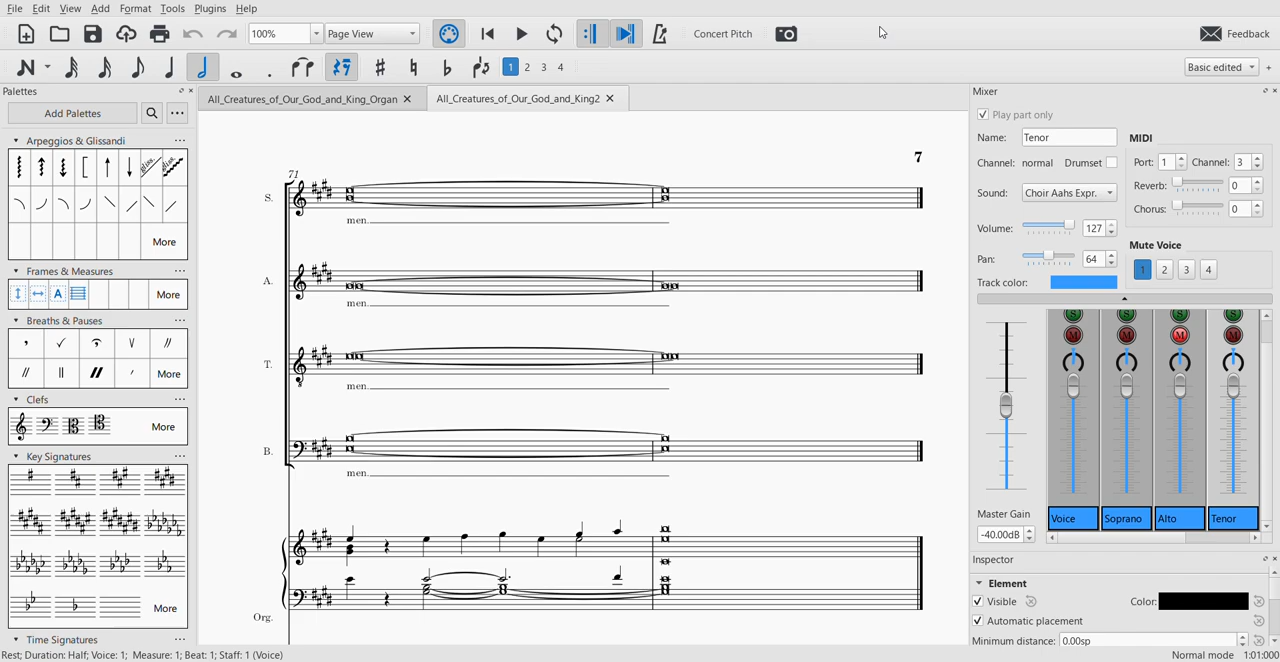 File Edit View Add Format Tools Plugins Help
100% Page View Concert Pitch Feedback
1 2 3 4 Basic edited +
Palettes
Add Palettes
Arpeggios & Glissandi
More
Frames & Measures
A More
Breaths & Pauses
More
Clefs
More
Key Signatures
More
Time Signatures
All_Creatures_of_Our_God_and_King_Organ All_Creatures_of_Our_God_and_King2
7
71
S.
men.
A.
men.
T.
men.
B.
men.
Org.
Mixer
Play part only
Name: Tenor MIDI
Channel: normal Drumset Port: 1 Channel: 3
Sound: Choir Aahs Expr. Reverb: 0
Chorus: 0
Volume: 127
Mute Voice
Pan: 64 1 2 3 4
Track color:
S S S S
M M M M
Master Gain
-40.00dB
Voice Soprano Alto Tenor
Inspector
Element
Visible Color:
Automatic placement
Minimum distance: 0.00sp
Rest; Duration: Half; Voice: 1; Measure: 1; Beat: 1; Staff: 1 (Voice) Normal mode 1:01:000